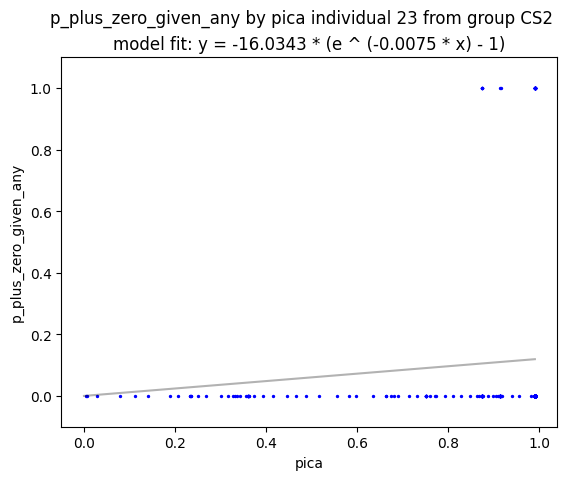 p_plus_zero_given_any by pica individual 23 from group CS2
model fit: y = -16.0343 * (e ^ (-0.0075 * x) - 1)
1.0
0.8
0.6
0.4
0.2
0.0
p_plus_zero_given_any
0.0 0.2 0.4 0.6 0.8 1.0
pica